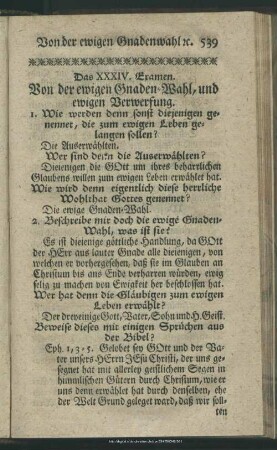 Von der ewigen Gnadenwahl ꝛc. 539
Das XXXIV. Examen.
Von der ewigen Gnaden-Wahl, und
ewigen Verwerfung.
1. Wie werden denn sonst diejenigen ge-
nennet, die zum ewigen Leben ge-
langen sollen?
Die Auserwählten.
Wer sind denn die Auserwählten?
Diejenigen die GOtt um ihres beharrlichen
Glaubens willen zum ewigen Leben erwählet hat.
Wie wird denn eigentlich diese herrliche
Wohlthat Gottes genennet?
Die ewige Gnaden-Wahl.
2. Beschreibe mir doch die ewige Gnaden-
Wahl, was ist sie?
Es ist diejenige göttliche Handlung, da GOtt
der HErr aus lauter Gnade alle diejenigen, von
welchen er vorhergesehen, daß sie im Glauben an
Christum bis ans Ende verharren würden, ewig
selig zu machen von Ewigkeit her beschlossen hat.
Wer hat denn die Gläubigen zum ewigen
Leben erwählt?
Der dreyeinige Gott, Vater, Sohn und H. Geist.
Beweise dieses mit einigen Sprüchen aus
der Bibel?
Eph. 1, 3-5. Gelobet sey GOtt und der Va-
ter unsers HErrn JEsu Christi, der uns ge-
segnet hat mit allerley geistlichem Segen in
himmlischen Gütern durch Christum, wie er
uns denn erwählet hat durch denselben, ehe
der Welt Grund geleget ward, daß wir soll-
ten